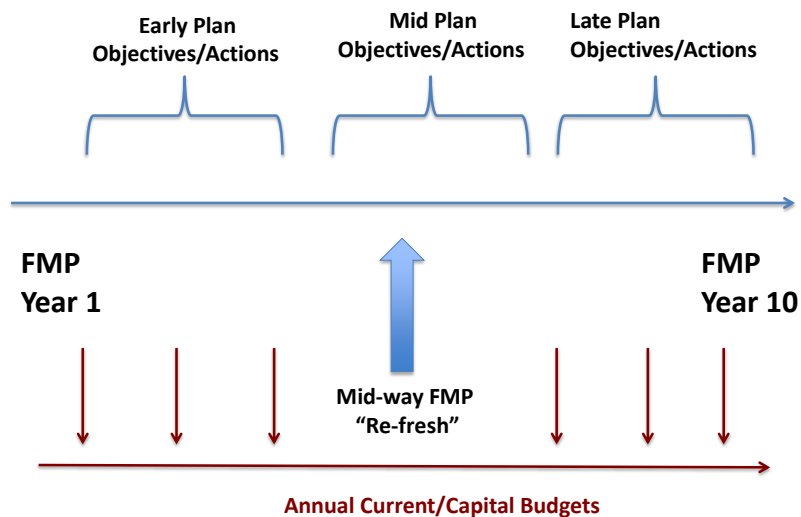 Early Plan
Objectives/Actions
Mid Plan
Objectives/Actions
Late Plan
Objectives/Actions
FMP
Year 1
FMP
Year 10
Mid-way FMP
“Re-fresh”
Annual Current/Capital Budgets